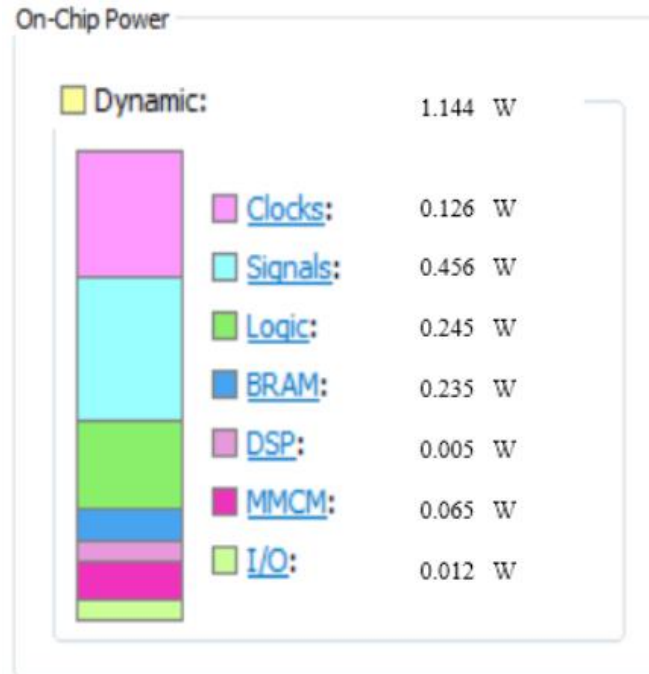 On-Chip Power
Dynamic: 1.144 W
Clocks: 0.126 W
Signals: 0.456 W
Logic: 0.245 W
BRAM: 0.235 W
DSP: 0.005 W
MMCM: 0.065 W
I/O: 0.012 W